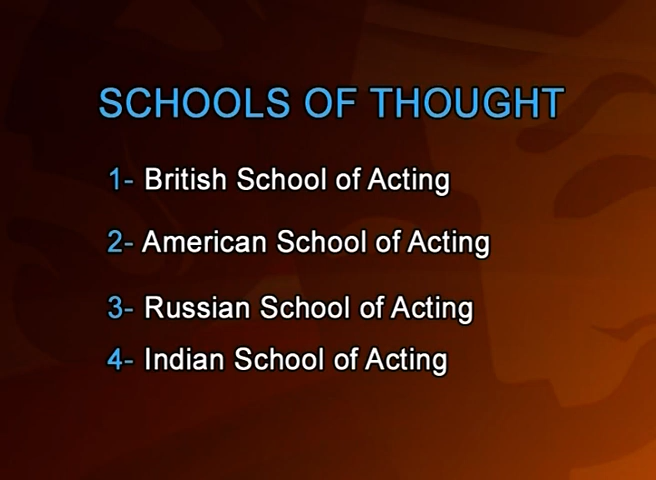 SCHOOLS OF THOUGHT
1- British School of Acting
2- American School of Acting
3- Russian School of Acting
4- Indian School of Acting